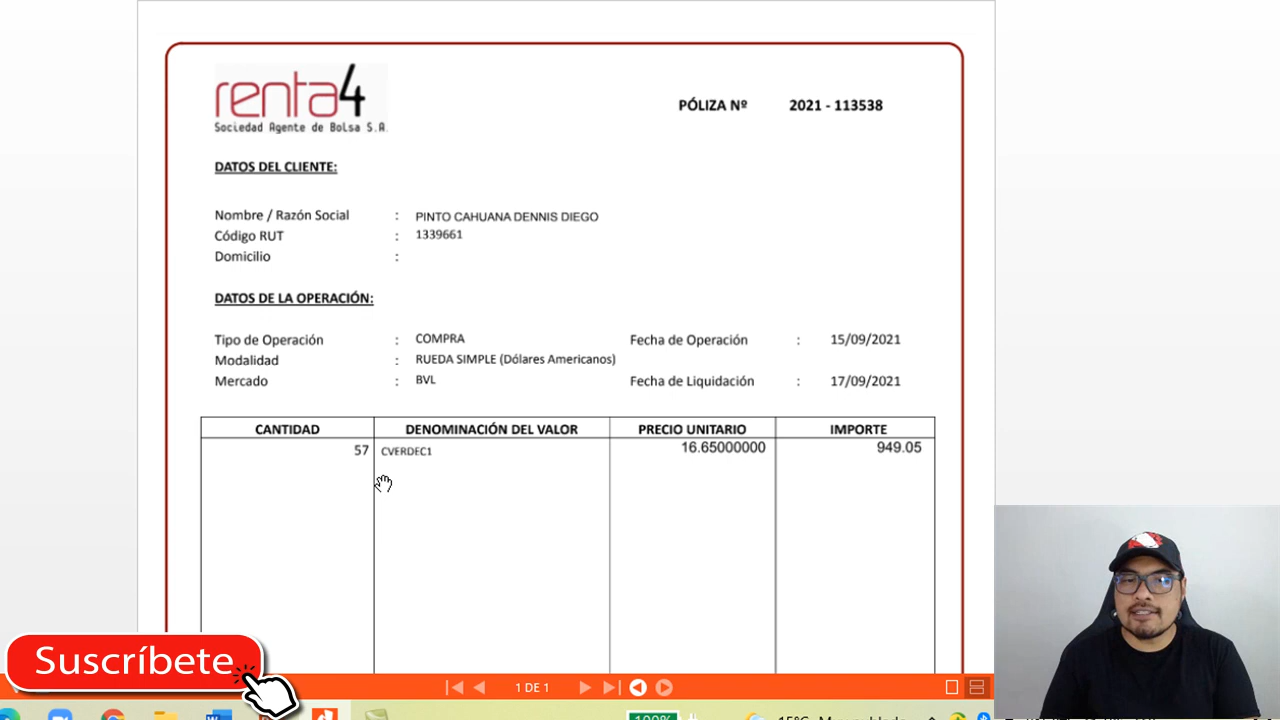 renta4
Sociedad Agente de Bolsa S.A.
PÓLIZA Nº 2021 - 113538
DATOS DEL CLIENTE:
Nombre / Razón Social : PINTO CAHUANA DENNIS DIEGO
Código RUT : 1339661
Domicilio :
DATOS DE LA OPERACIÓN:
Tipo de Operación : COMPRA Fecha de Operación : 15/09/2021
Modalidad : RUEDA SIMPLE (Dólares Americanos)
Mercado : BVL Fecha de Liquidación : 17/09/2021
CANTIDAD DENOMINACIÓN DEL VALOR PRECIO UNITARIO IMPORTE
57 CVERDEC1 16.65000000 949.05
Suscríbete
1 DE 1
100% 15°C